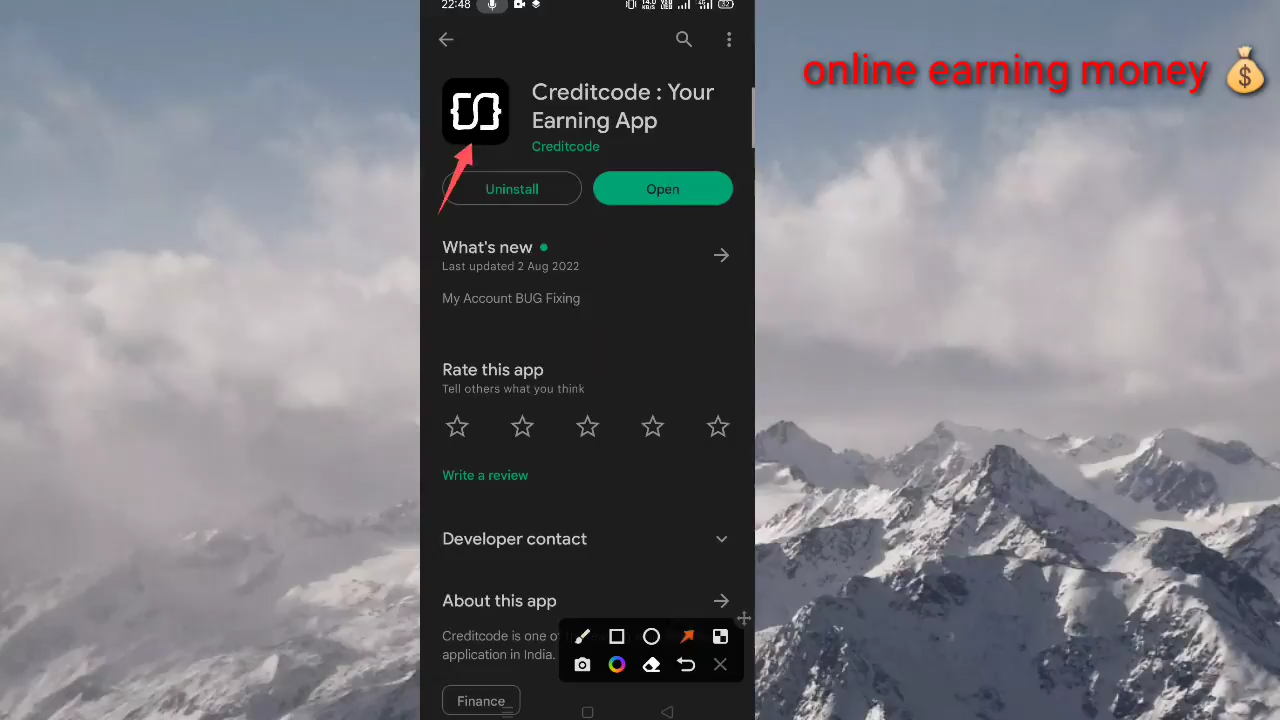 22:48
online earning money
Creditcode : Your
Earning App
Creditcode
Uninstall
Open
What's new
Last updated 2 Aug 2022
My Account BUG Fixing
Rate this app
Tell others what you think
Write a review
Developer contact
About this app
Creditcode is one of
application in India.
Finance